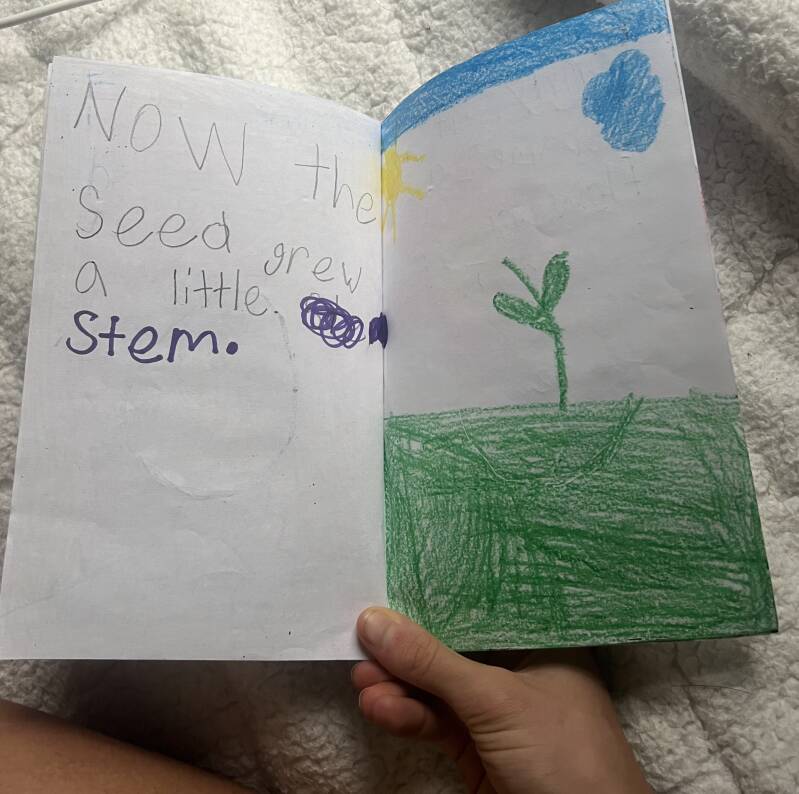 Now the
seed grew
a little.
Stem.